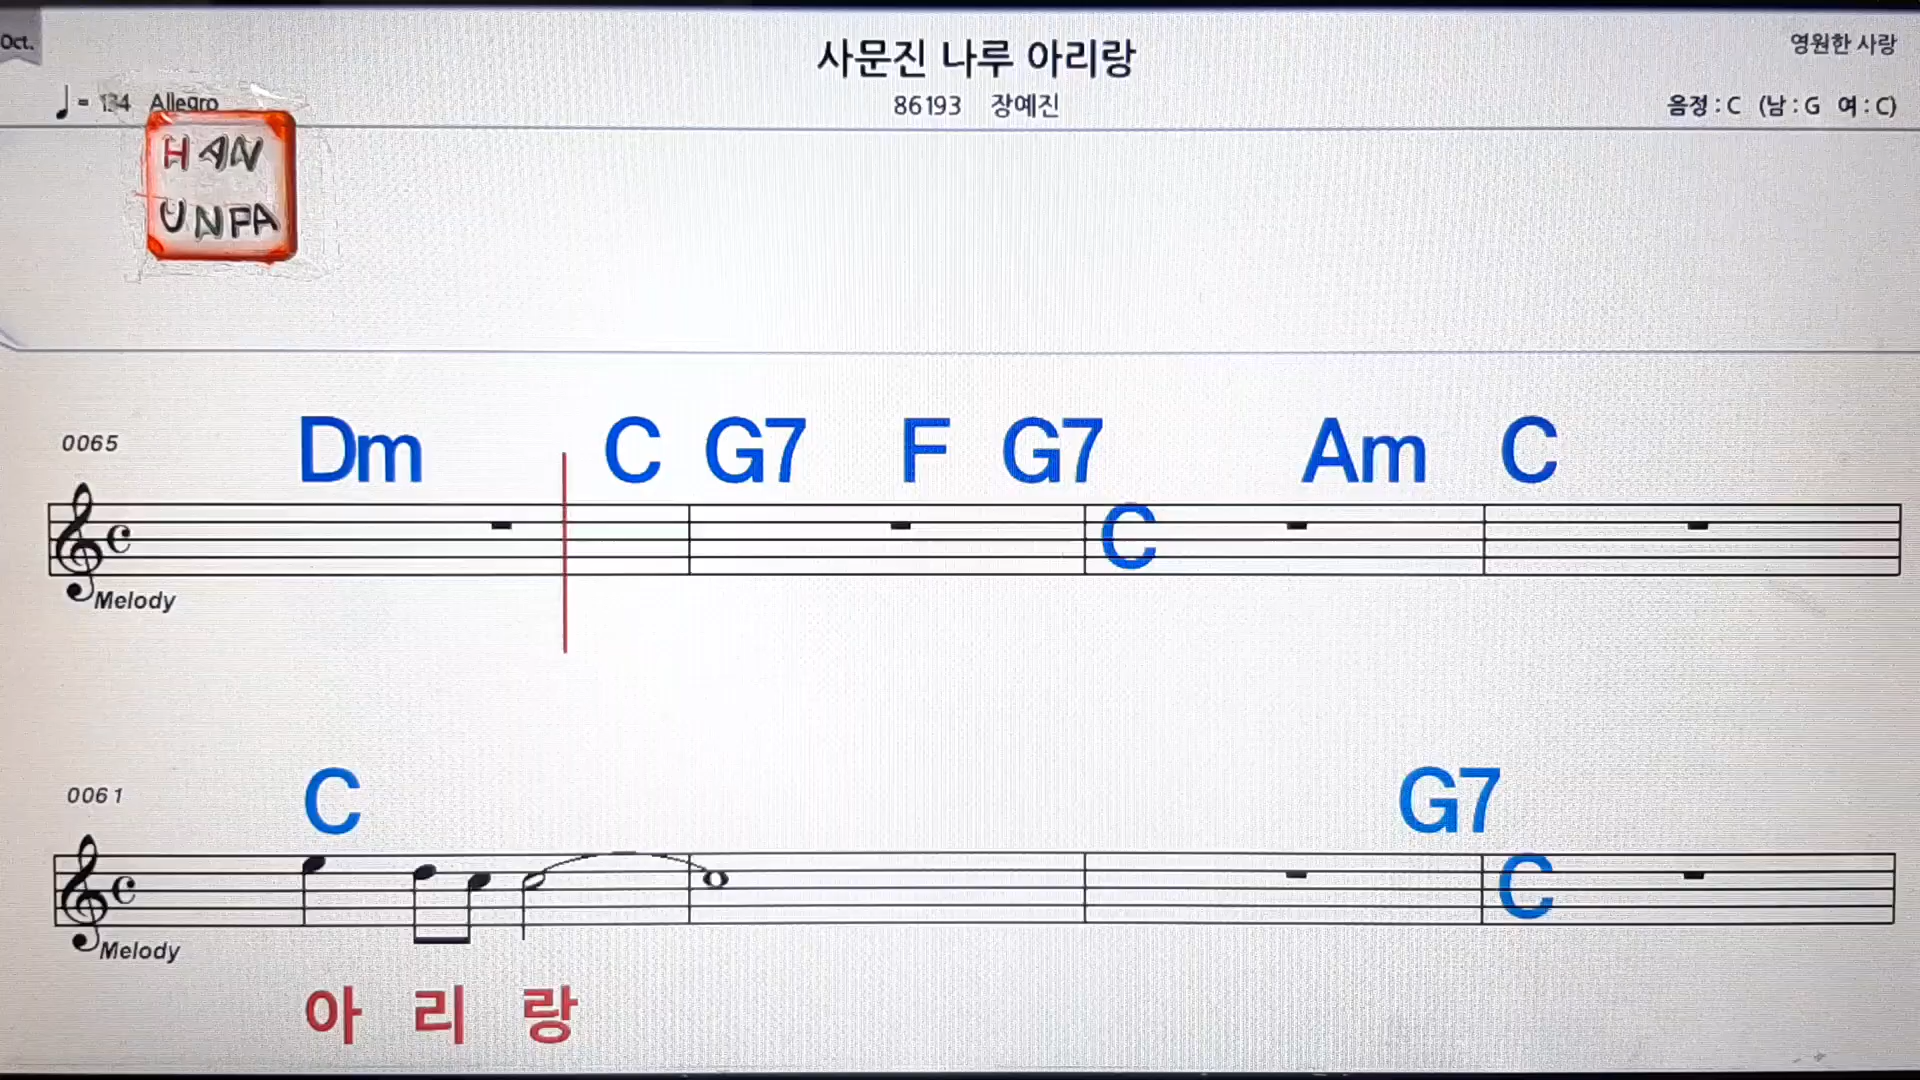 Oct.
사문진 나루 아리랑
영원한 사랑
♩= 134 Allegro
86193 장예진
음정 : C (남 : G 여 : C)
HAN
UNPA
0065
Dm C G7 F G7 Am C
C
Melody
0061
C G7
C
Melody
아 리 랑